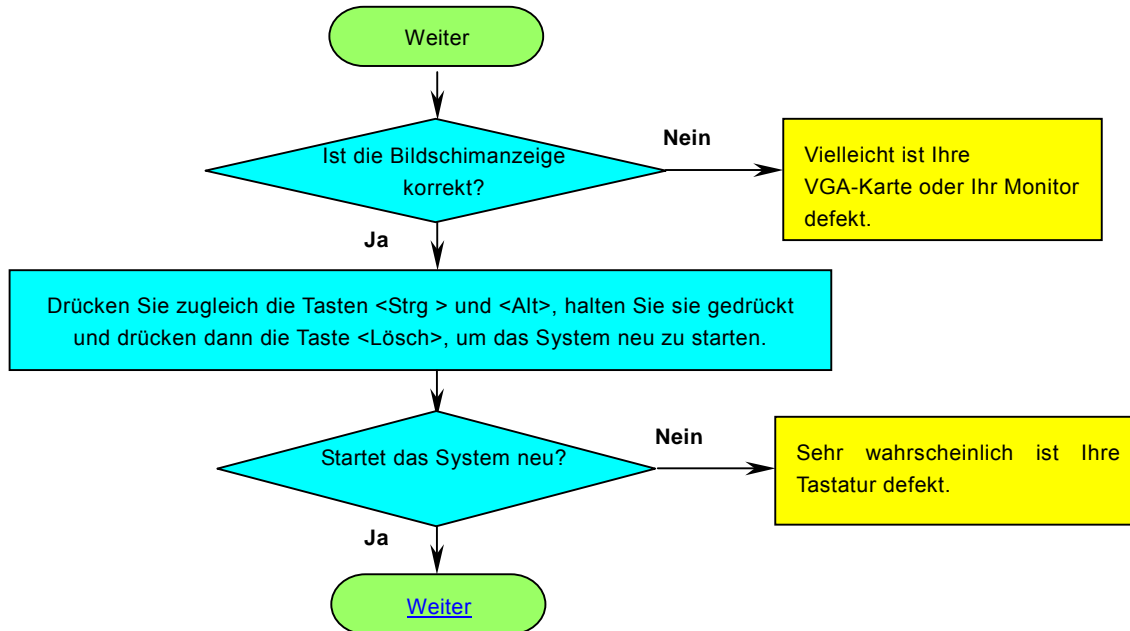 Weiter
Ist die Bildschimanzeige
korrekt?
Nein
Vielleicht ist Ihre
VGA-Karte oder Ihr Monitor
defekt.
Ja
Drücken Sie zugleich die Tasten <Strg > und <Alt>, halten Sie sie gedrückt
und drücken dann die Taste <Lösch>, um das System neu zu starten.
Startet das System neu?
Nein
Sehr wahrscheinlich ist Ihre
Tastatur defekt.
Ja
Weiter